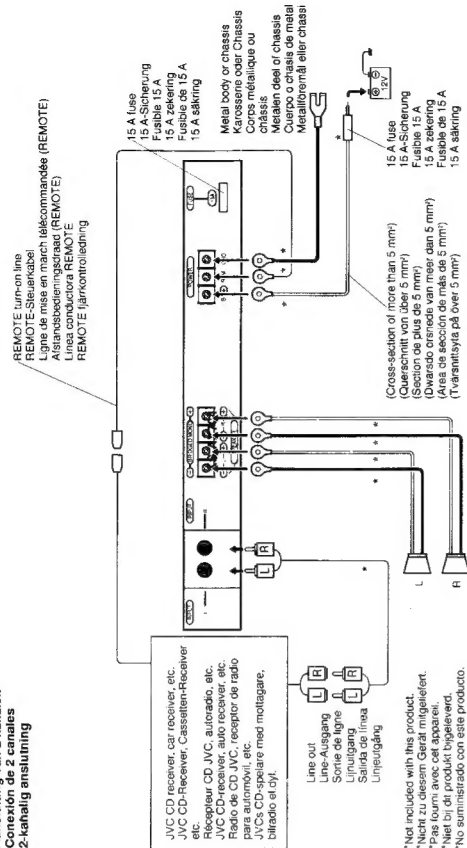 Conexión de 2 canales
2-kahalig anslutning
REMOTE turn-on line
REMOTE-Steuerkabel
Ligne de mise en march télécommandée (REMOTE)
Afstandsbedieningsdraad (REMOTE)
Línea conductora REMOTE
REMOTE fjärrkontrolledning
JVC CD receiver, car receiver, etc.
JVC CD-Receiver, Cassetten-Receiver
etc.
Récepteur CD JVC, autoradio, etc.
JVC CD-receiver, auto receiver, etc.
Radio de CD JVC, receptor de radio
para automóvil, etc.
JVCs CD-spelare med mottagare,
bilradio el.dyl.
INPUT
L
R
BRIDGED MONO
POWER
FUSE
15A
15 A fuse
15 A-Sicherung
Fusible 15 A
15 A zekering
Fusible de 15 A
15 A säkring
Metal body or chassis
Karosserie oder Chassis
Corps métallique ou
châssis
Metalen deel of chassis
Cuerpo o chasis de metal
Metallföremål eller chassi
L
R
L
R
L
R
Line out
Line-Ausgang
Sortie de ligne
Lijnuitgang
Salida de línea
Linjeutgång
L
R
(Cross-section of more than 5 mm²)
(Querschnitt von über 5 mm²)
(Section de plus de 5 mm²)
(Dwarsdoorsnede van meer dan 5 mm²)
(Area de sección de más de 5 mm²)
(Tvärsnittsyta på över 5 mm²)
12V
15 A fuse
15 A-Sicherung
Fusible 15 A
15 A zekering
Fusible de 15 A
15 A säkring
*Not included with this product.
*Nicht zu diesem Gerät mitgeliefert.
*Pas fourni avec cet appareil.
*Niet bij dit produkt bijgeleverd.
*No suministrado con este producto.